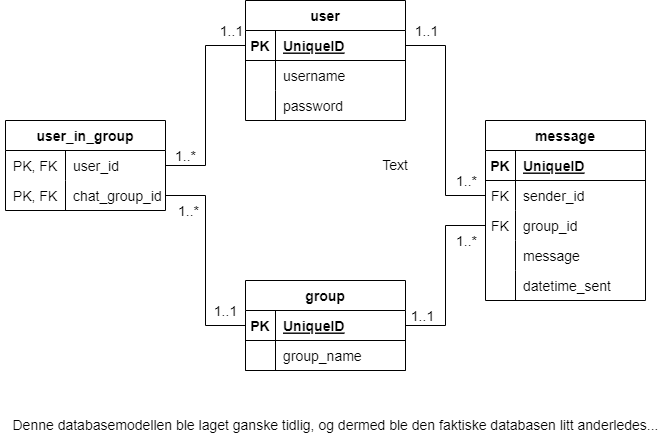 user
1..1
1..1
PK UniqueID
username
password
user_in_group
PK, FK user_id
PK, FK chat_group_id
1..*
1..*
Text
message
PK UniqueID
FK sender_id
FK group_id
message
datetime_sent
1..*
1..*
group
1..1
1..1
PK UniqueID
group_name
Denne databasemodellen ble laget ganske tidlig, og dermed ble den faktiske databasen litt anderledes...